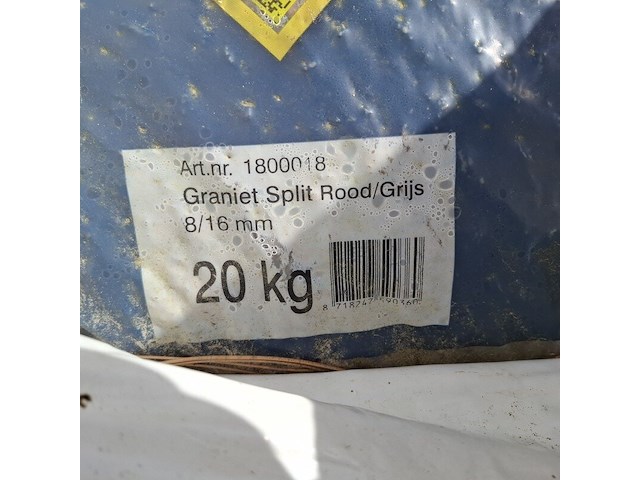 Art.nr. 1800018
Graniet Split Rood/Grijs
8/16 mm
20 kg